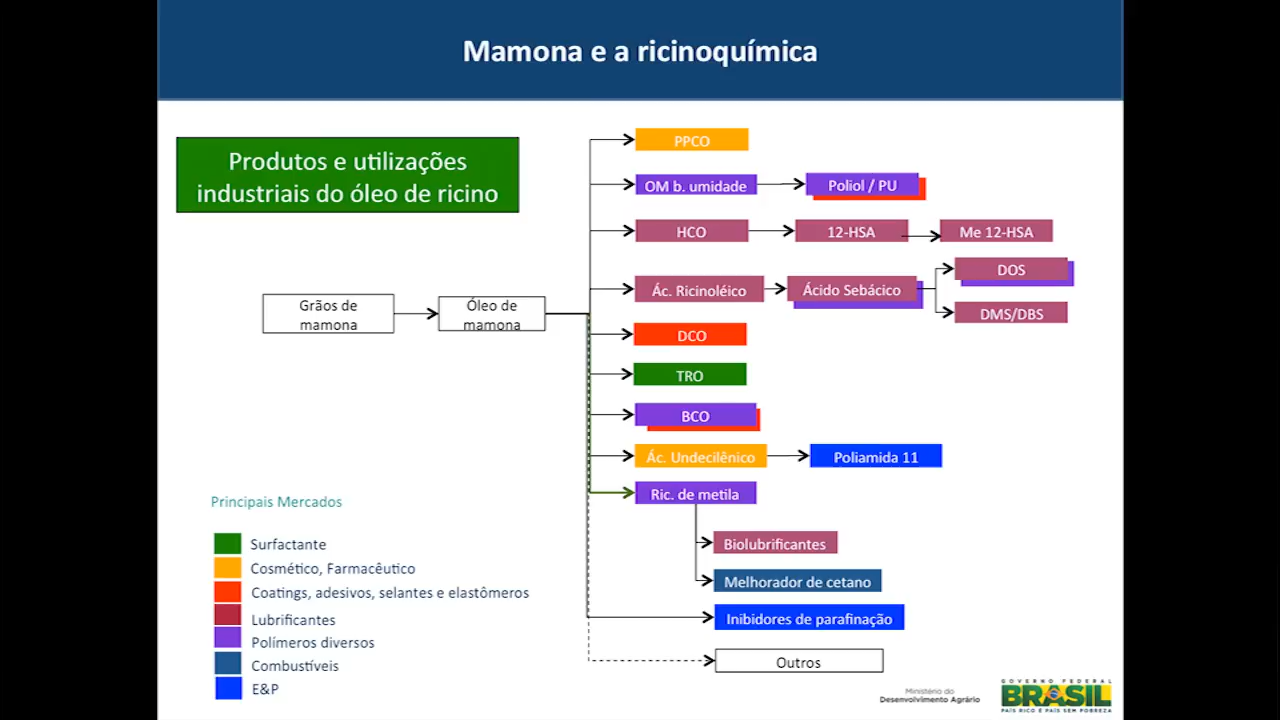 Mamona e a ricinoquímica
Produtos e utilizações
industriais do óleo de ricino
PPCO
OM b. umidade
Poliol / PU
HCO
12-HSA
Me 12-HSA
Ác. Ricinoléico
Ácido Sebácico
DOS
DMS/DBS
Grãos de
mamona
Óleo de
mamona
DCO
TRO
BCO
Ác. Undecilênico
Poliamida 11
Ric. de metila
Biolubrificantes
Melhorador de cetano
Inibidores de parafinação
Outros
Principais Mercados
Surfactante
Cosmético, Farmacêutico
Coatings, adesivos, selantes e elastômeros
Lubrificantes
Polímeros diversos
Combustíveis
E&P
Ministério do
Desenvolvimento Agrário
GOVERNO FEDERAL
BRASIL
PAÍS RICO É PAÍS SEM POBREZA